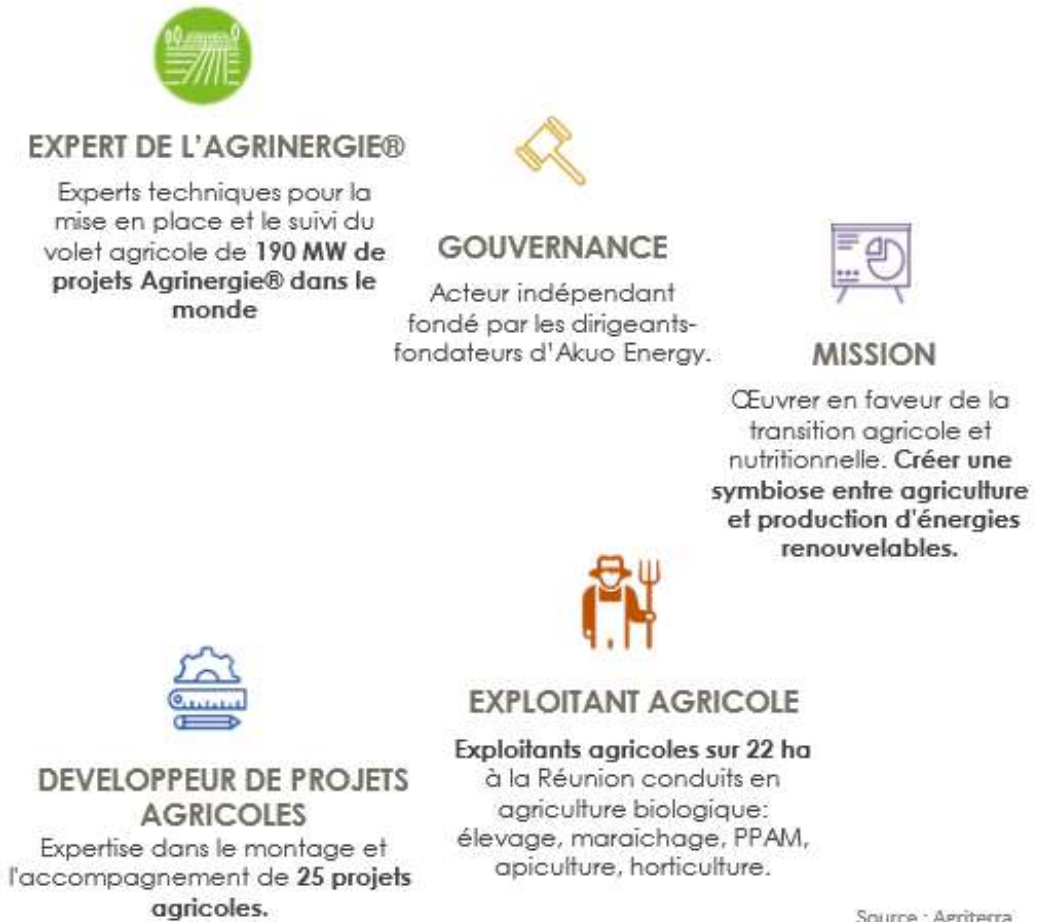 EXPERT DE L'AGRINERGIE®
Experts techniques pour la
mise en place et le suivi du
volet agricole de 190 MW de
projets Agrinergie® dans le
monde
GOUVERNANCE
Acteur indépendant
fondé par les dirigeants-
fondateurs d'Akuo Energy.
MISSION
Œuvrer en faveur de la
transition agricole et
nutritionnelle. Créer une
symbiose entre agriculture
et production d'énergies
renouvelables.
DEVELOPPEUR DE PROJETS
AGRICOLES
Expertise dans le montage et
l'accompagnement de 25 projets
agricoles.
EXPLOITANT AGRICOLE
Exploitants agricoles sur 22 ha
à la Réunion conduits en
agriculture biologique:
élevage, maraichage, PPAM,
apiculture, horticulture.
Source : Agriterra